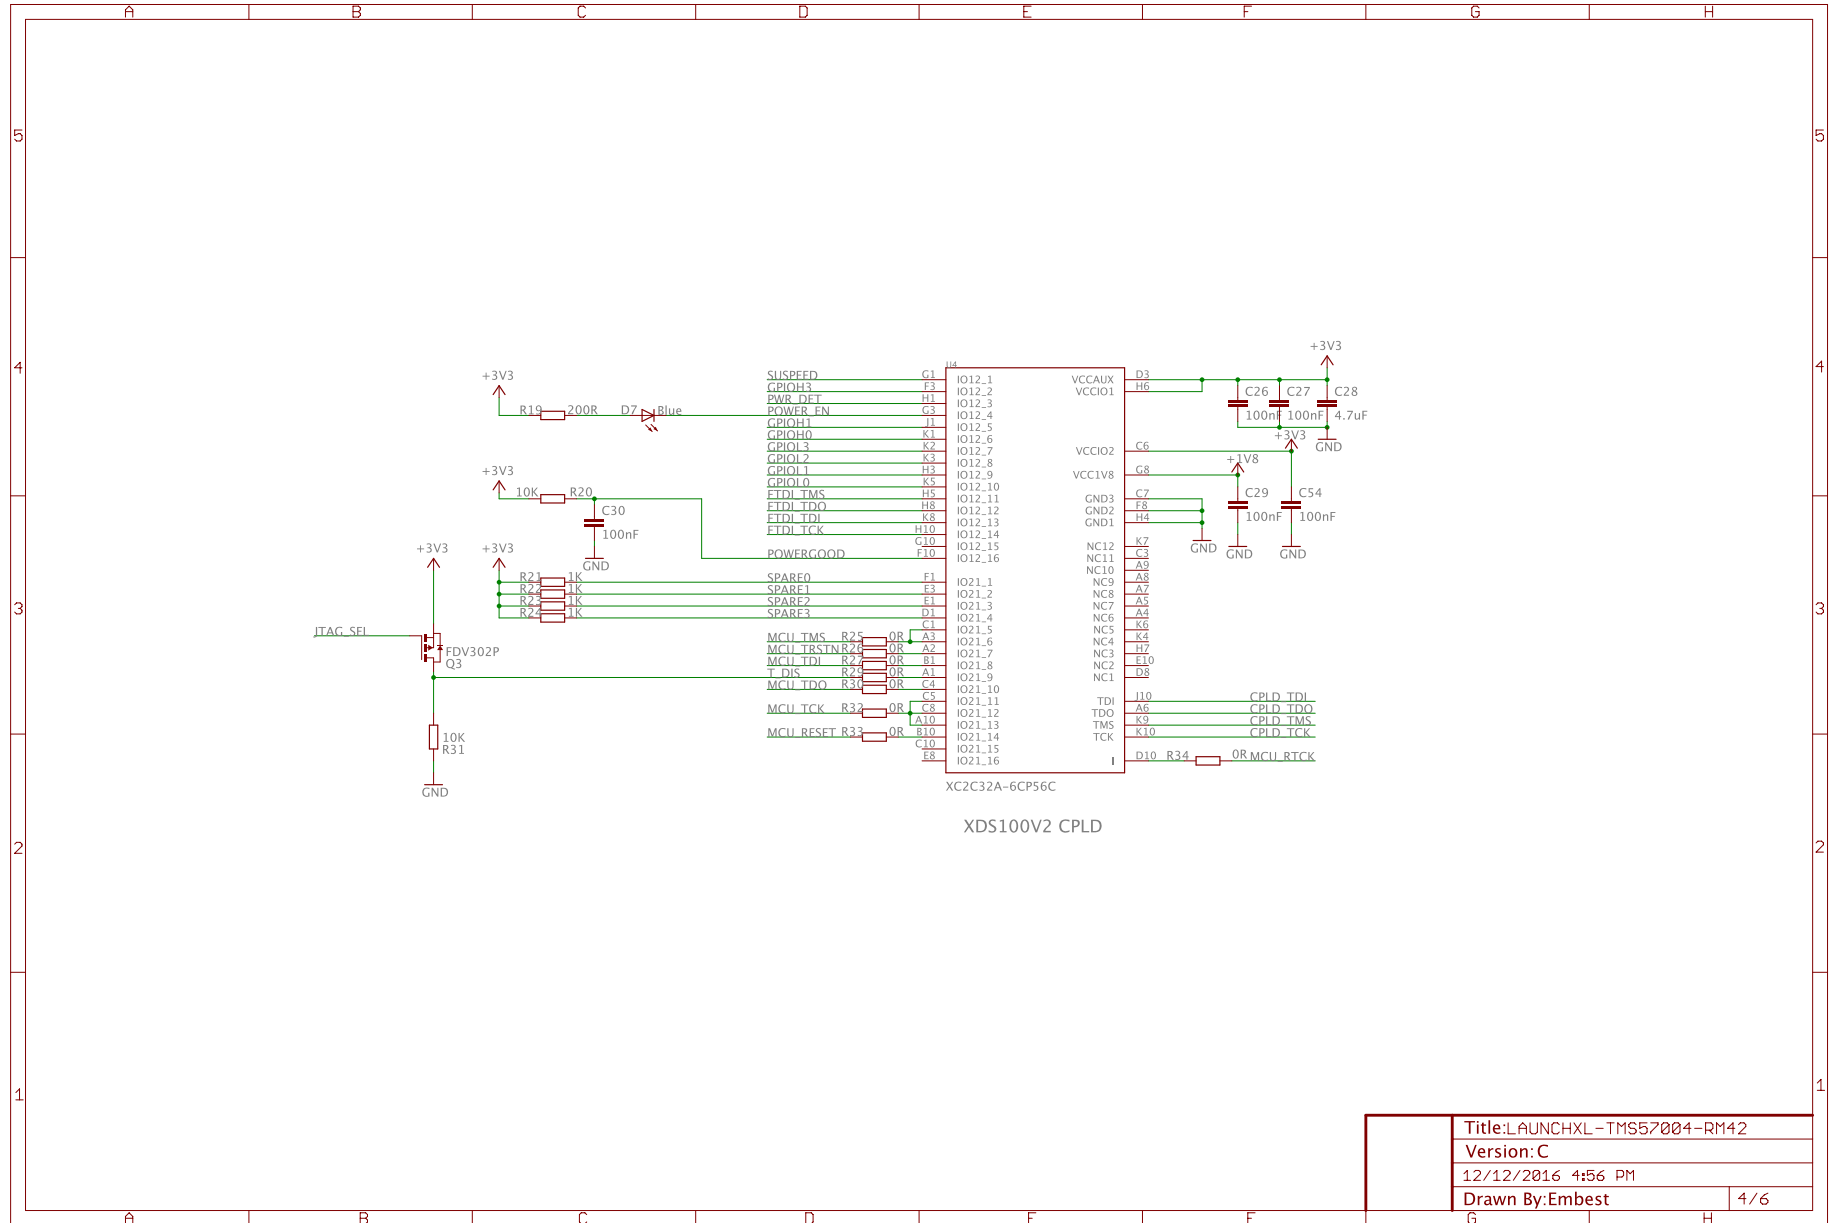 A B C D E F G H
5 5
4 4
3 3
2 2
1 1
+3V3
R19 200R D7 Blue
+3V3
10K R20
C30
100nF
GND
+3V3
+3V3
R21 1K
R22 1K
R23 1K
R24 1K
JTAG_SEL
FDV302P
Q3
10K
R31
GND
U4
SUSPEED G1 IO12_1
GPIOH3 F3 IO12_2
PWR_DET H1 IO12_3
POWER_EN G3 IO12_4
GPIOH1 J1 IO12_5
GPIOH0 K1 IO12_6
GPIOL3 K2 IO12_7
GPIOL2 K3 IO12_8
GPIOL1 H3 IO12_9
GPIOL0 K5 IO12_10
FTDI_TMS H5 IO12_11
FTDI_TDO H8 IO12_12
FTDI_TDI K8 IO12_13
FTDI_TCK H10 IO12_14
G10 IO12_15
POWERGOOD F10 IO12_16
SPARE0 F1 IO21_1
SPARE1 E3 IO21_2
SPARE2 E1 IO21_3
SPARE3 D1 IO21_4
C1 IO21_5
MCU_TMS R25 0R A3 IO21_6
MCU_TRSTN R26 0R A2 IO21_7
MCU_TDI R27 0R B1 IO21_8
T_DIS R29 0R A1 IO21_9
MCU_TDO R30 0R C4 IO21_10
C5 IO21_11
MCU_TCK R32 C8 IO21_12
A10 IO21_13
MCU_RESET R33 0R B10 IO21_14
C10 IO21_15
E8 IO21_16
VCCAUX D3
VCCIO1 H6
VCCIO2 C6
VCC1V8 G8
GND3 C7
GND2 F8
GND1 H4
NC12 K7
NC11 C3
NC10 A9
NC9 A8
NC8 A7
NC7 A5
NC6 A4
NC5 K6
NC4 K4
NC3 H7
NC2 E10
NC1 D8
TDI J10 CPLD_TDI
TDO A6 CPLD_TDO
TMS K9 CPLD_TMS
TCK K10 CPLD_TCK
I D10 R34 0R MCU_RTCK
+3V3
C26 C27 C28
100nF 100nF 4.7uF
+3V3 GND
+1V8
C29 C54
100nF 100nF
GND GND GND
XC2C32A-6CP56C
XDS100V2 CPLD
Title:LAUNCHXL-TMS57004-RM42
Version:C
12/12/2016 4:56 PM
Drawn By:Embest 4/6
A B C D E F G H